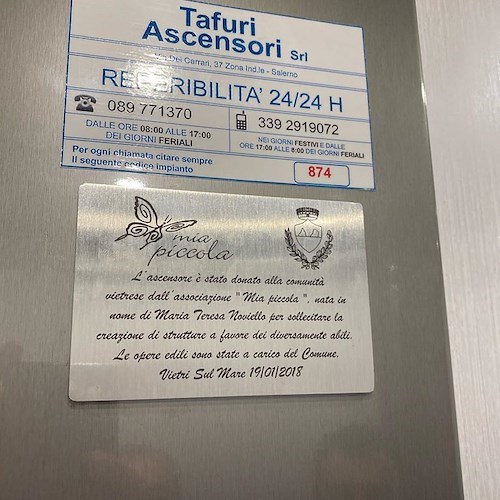 Tafuri
Ascensori Srl
Via Dei Carrari, 37 Zona Ind.le - Salerno
REPERIBILITA' 24/24 H
089 771370
DALLE ORE 08:00 ALLE 17:00
DEI GIORNI FERIALI
339 2919072
NEI GIORNI FESTIVI E DALLE
ORE 17:00 ALLE 8:00 DEI GIORNI FERIALI
Per ogni chiamata citare sempre
Il seguente codice impianto
874
mia
piccola
L'ascensore è stato donato alla comunità
vietrese dall'associazione "Mia piccola", nata in
nome di Maria Teresa Noviello per sollecitare la
creazione di strutture a favore dei diversamente abili.
Le opere edili sono state a carico del Comune.
Vietri Sul Mare 19/01/2018